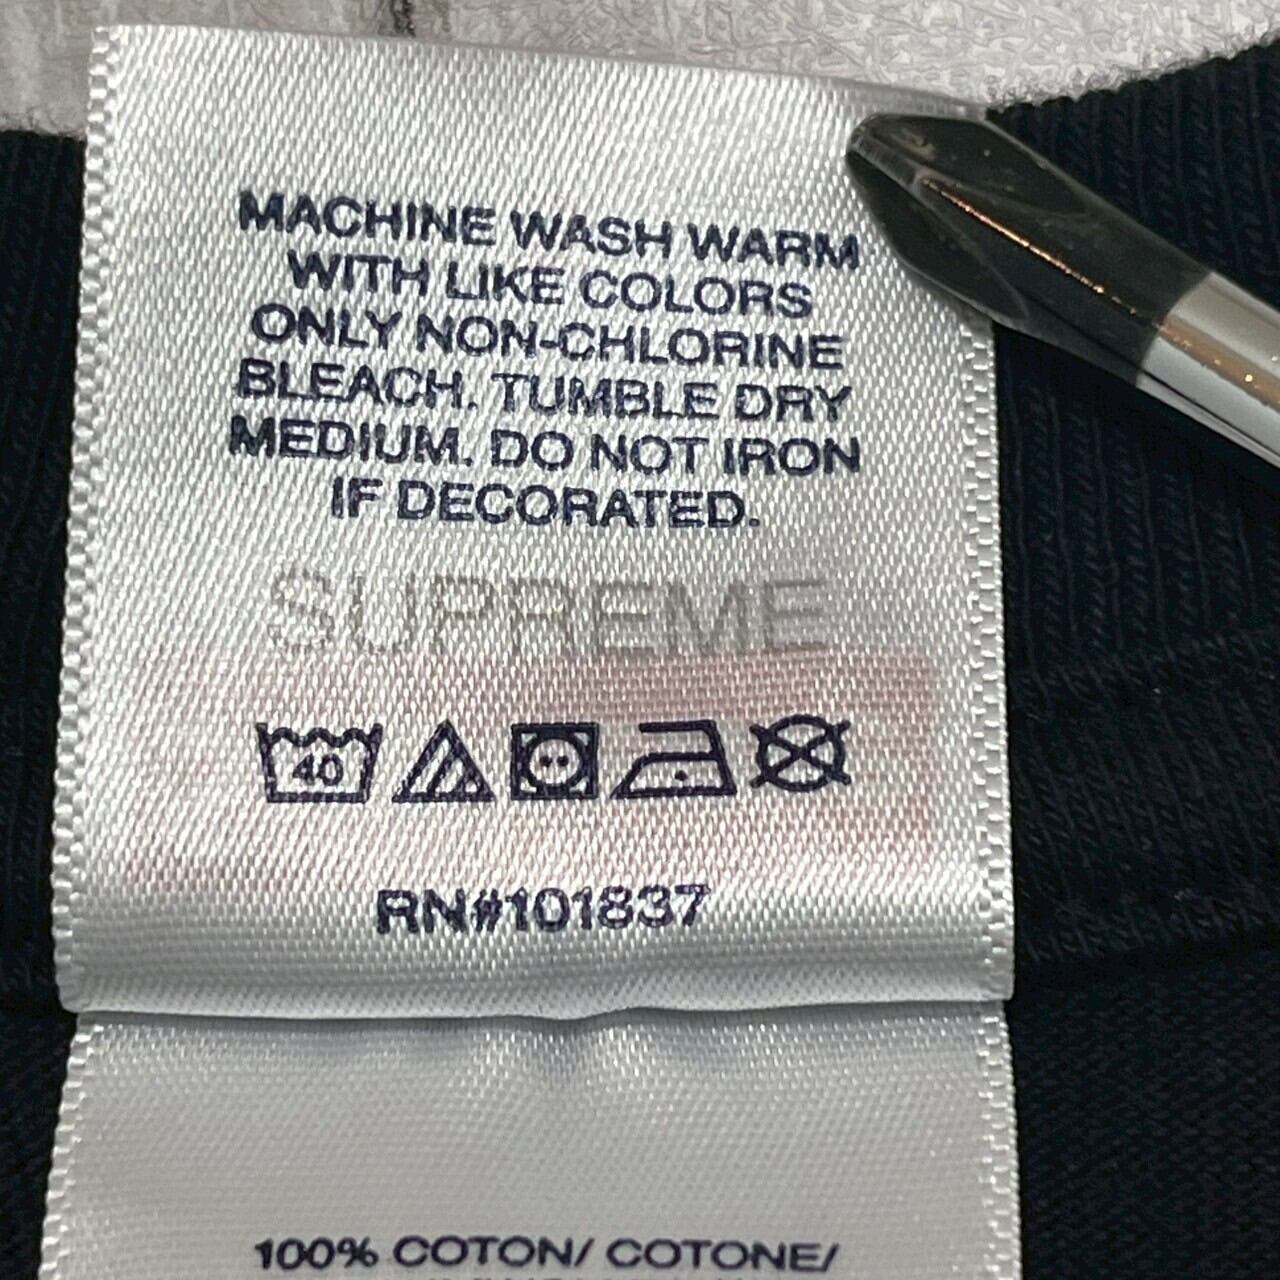 MACHINE WASH WARM
WITH LIKE COLORS
ONLY NON-CHLORINE
BLEACH. TUMBLE DRY
MEDIUM. DO NOT IRON
IF DECORATED.
SUPREME
40
RN#101837
100% COTON/ COTONE/